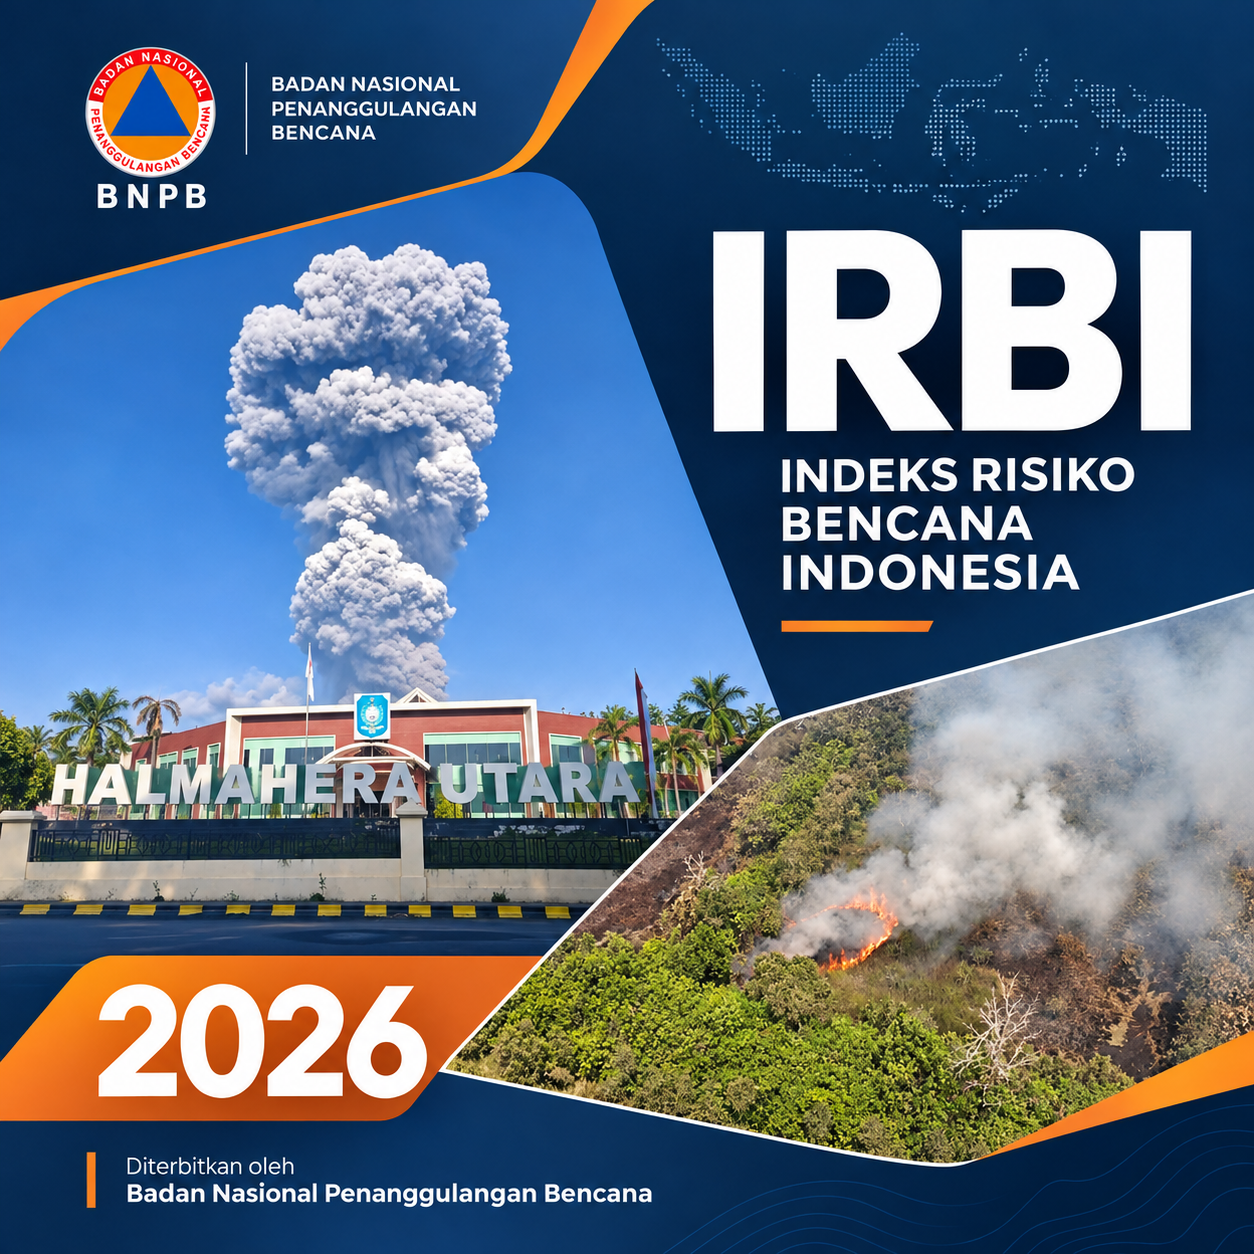 BADAN NASIONAL
PENANGGULANGAN BENCANA
BNPB
BADAN NASIONAL
PENANGGULANGAN
BENCANA
IRBI
INDEKS RISIKO
BENCANA
INDONESIA
HALMAHERA UTARA
2026
Diterbitkan oleh
Badan Nasional Penanggulangan Bencana